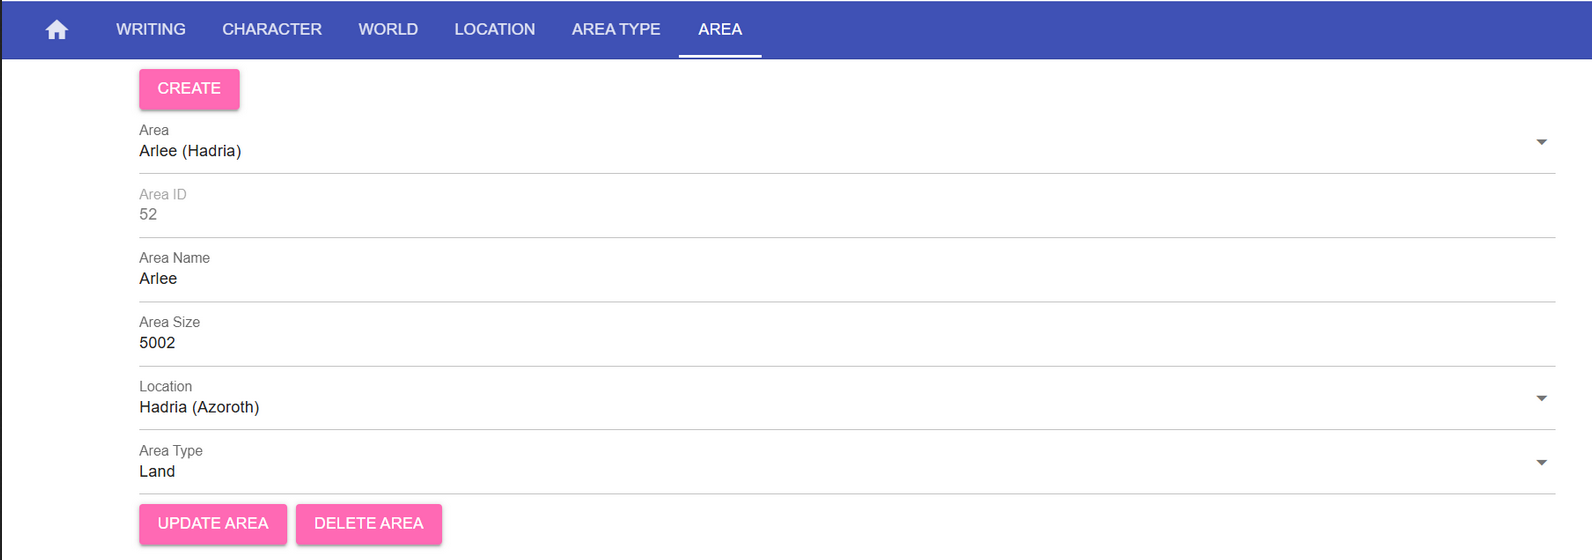 WRITING CHARACTER WORLD LOCATION AREA TYPE AREA
CREATE
Area
Arlee (Hadria)
Area ID
52
Area Name
Arlee
Area Size
5002
Location
Hadria (Azoroth)
Area Type
Land
UPDATE AREA DELETE AREA